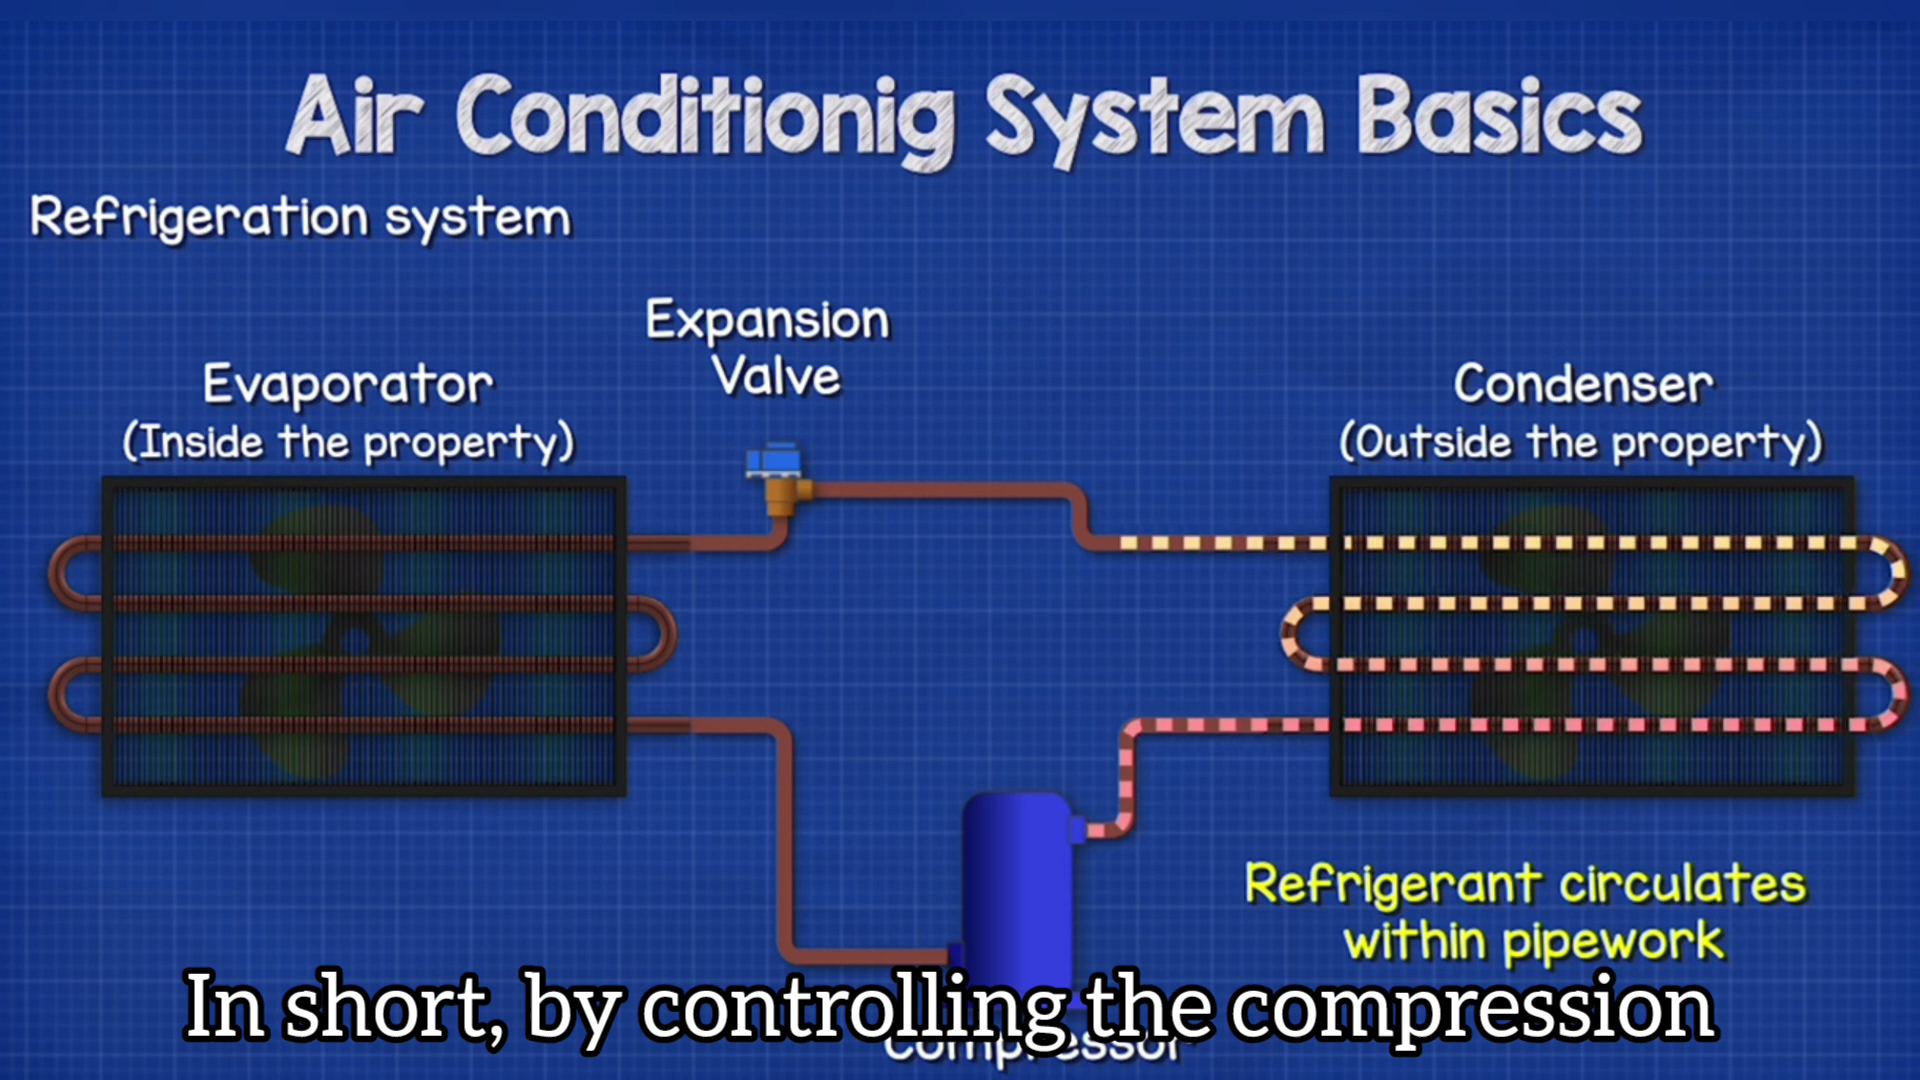 Air Conditionig System Basics
Refrigeration system
Expansion
Valve
Evaporator
(Inside the property)
Condenser
(Outside the property)
Refrigerant circulates
within pipework
Compressor
In short, by controlling the compression